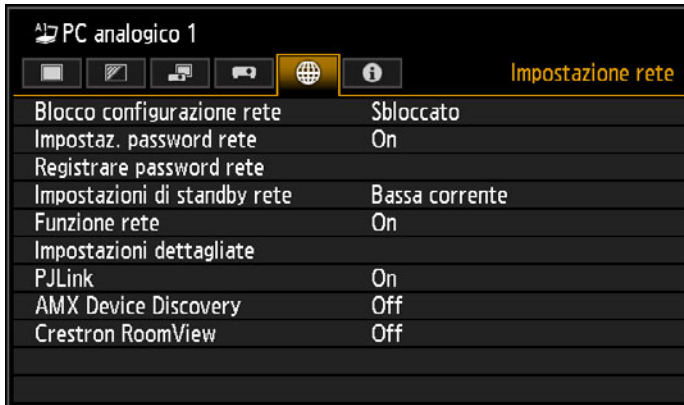 PC analogico 1
Impostazione rete
Blocco configurazione rete Sbloccato
Impostaz. password rete On
Registrare password rete
Impostazioni di standby rete Bassa corrente
Funzione rete On
Impostazioni dettagliate
PJLink On
AMX Device Discovery Off
Crestron RoomView Off